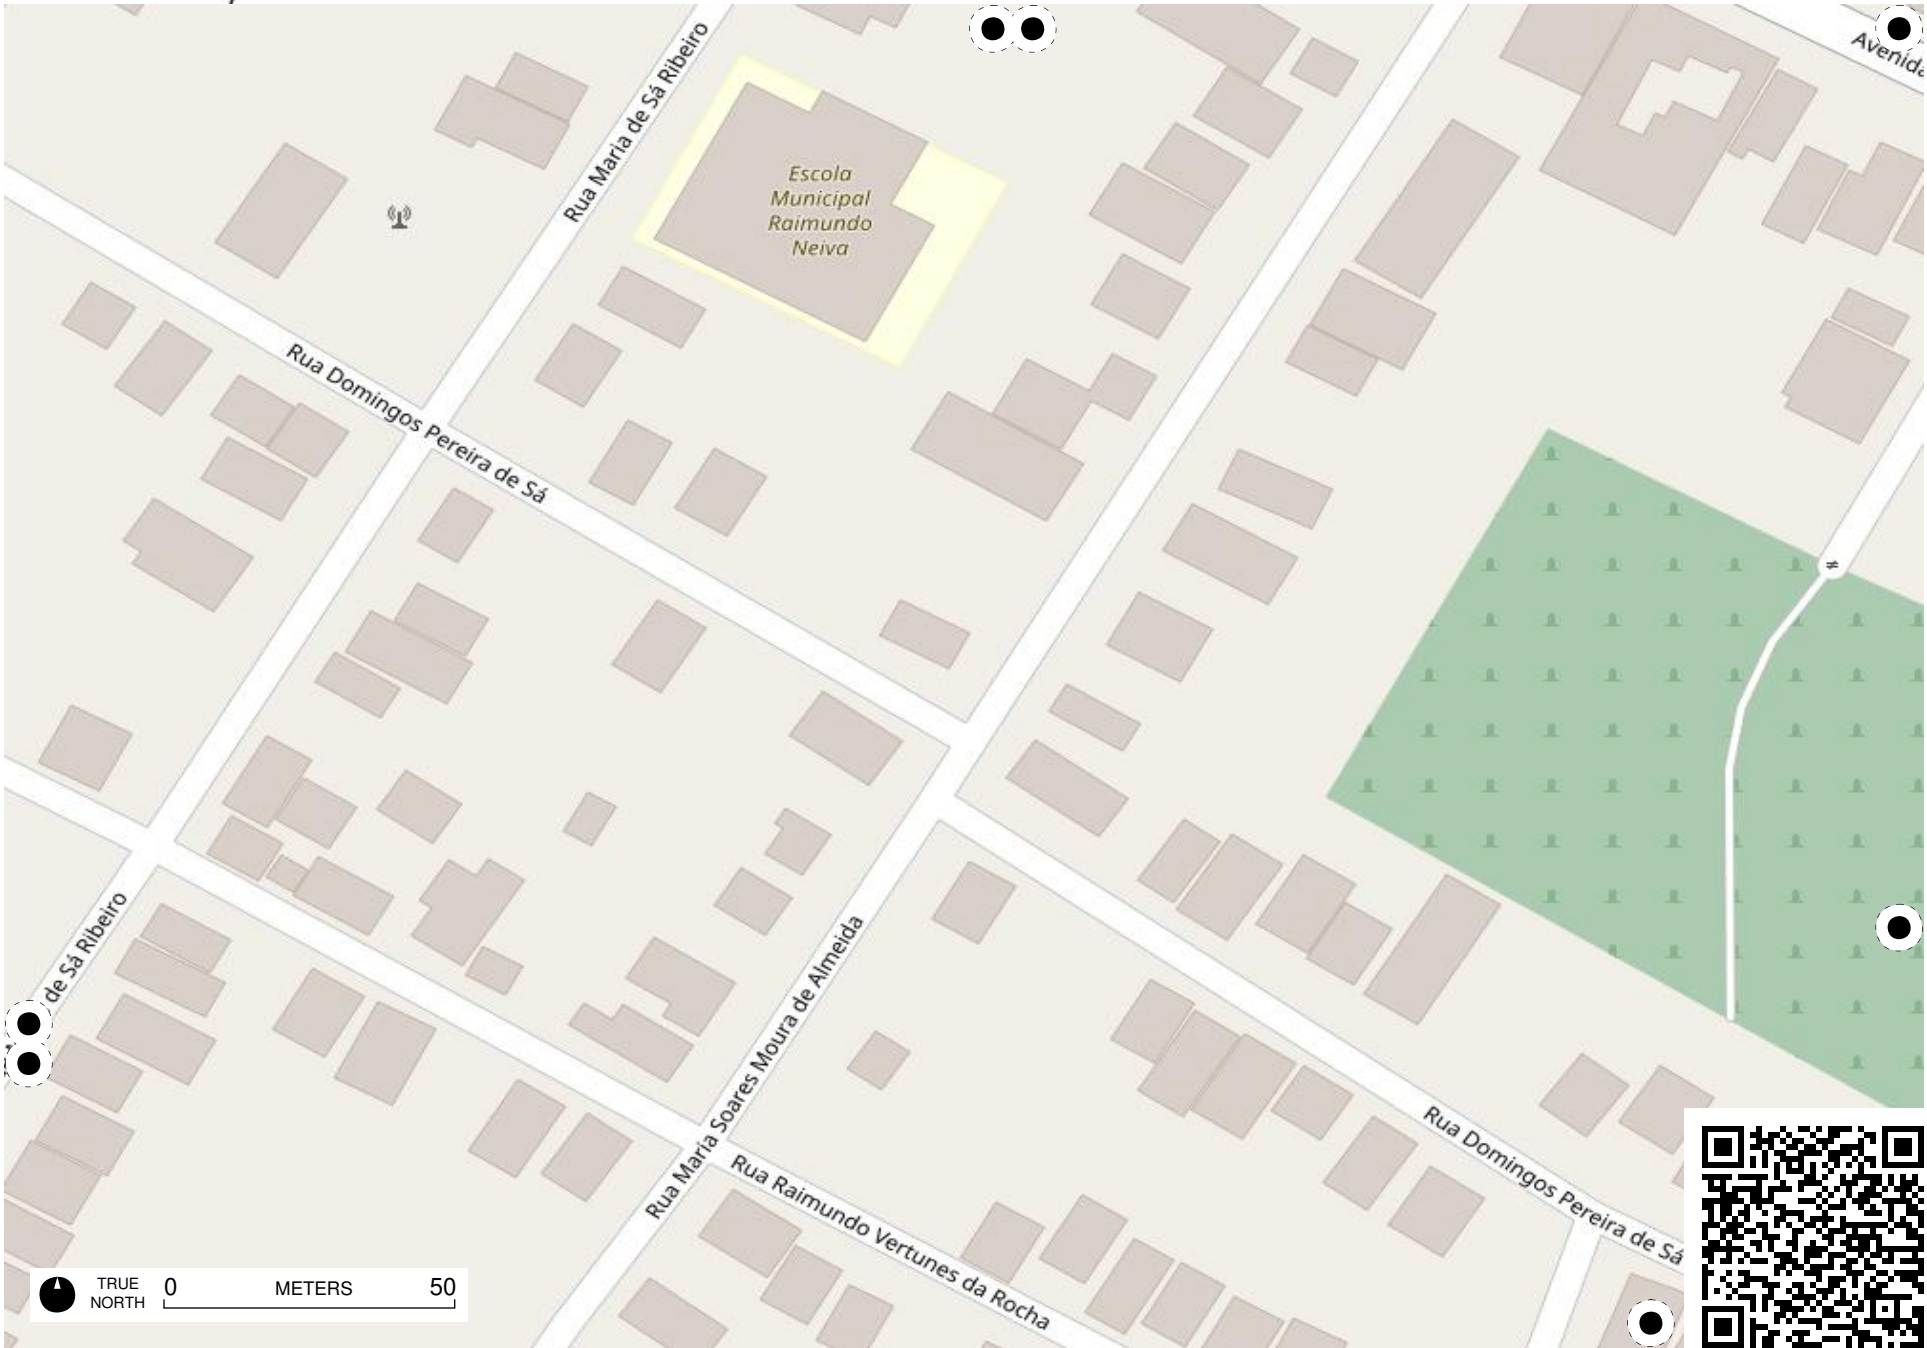 Rua Maria de Sá Ribeiro
Avenida
Escola
Municipal
Raimundo
Neiva
Rua Domingos Pereira de Sá
de Sá Ribeiro
Rua Maria Soares Moura de Almeida
Rua Domingos Pereira de Sá
Rua Raimundo Vertunes da Rocha
TRUE
NORTH
0 METERS 50